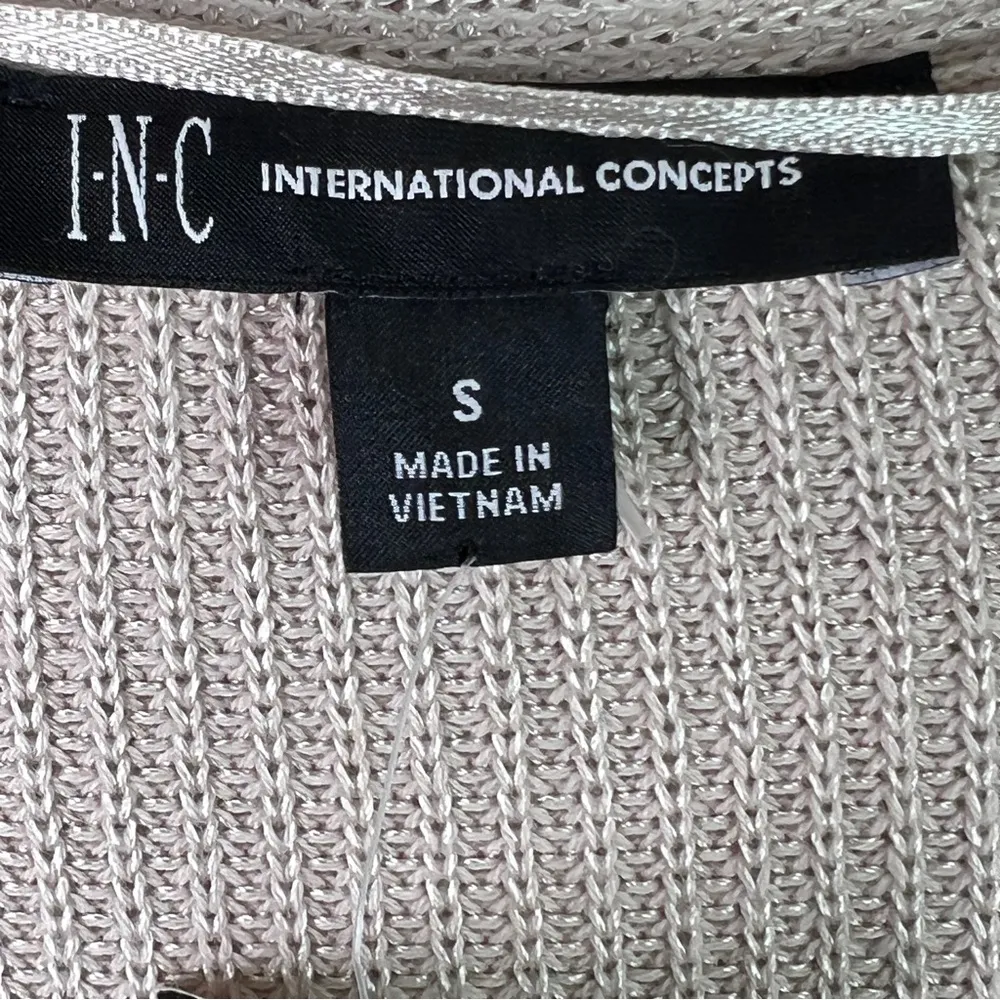 I·N·C INTERNATIONAL CONCEPTS
S
MADE IN
VIETNAM